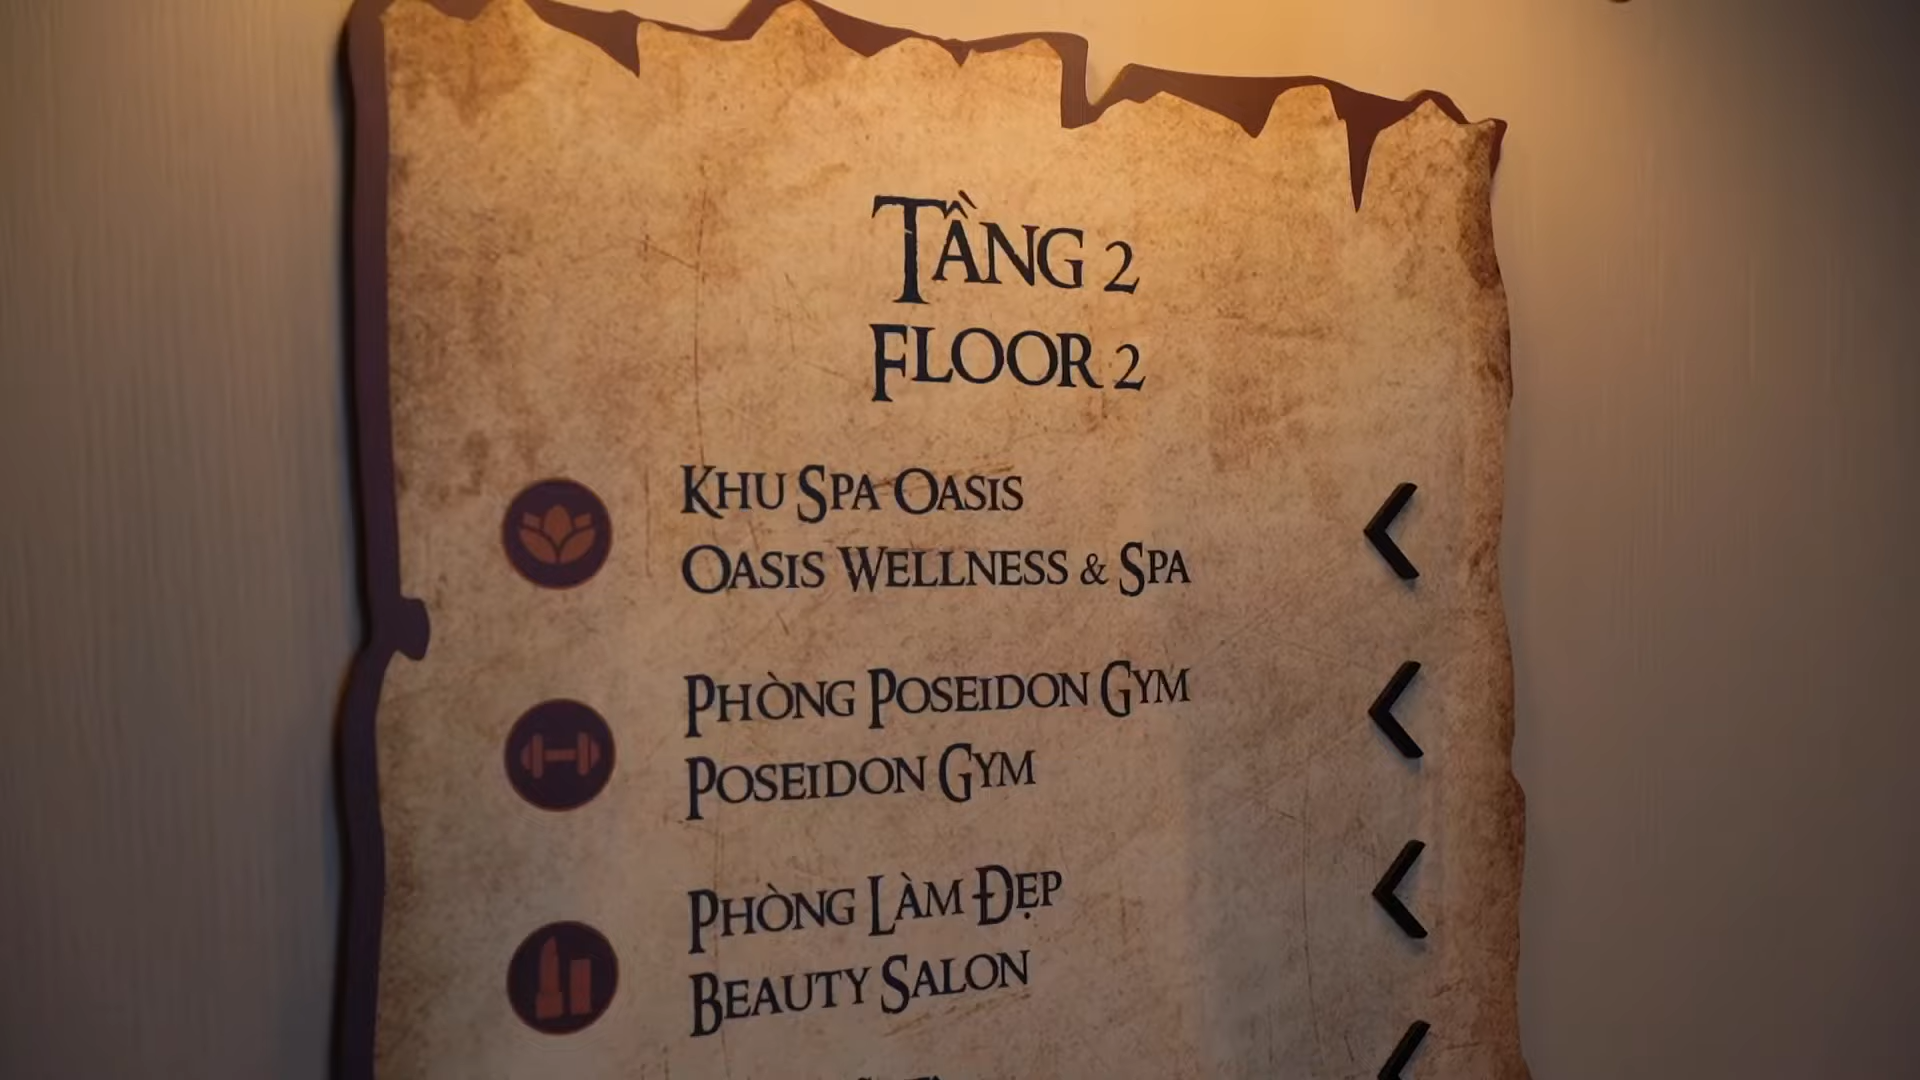 TẦNG 2
FLOOR 2
KHU SPA OASIS
OASIS WELLNESS & SPA
PHÒNG POSEIDON GYM
POSEIDON GYM
PHÒNG LÀM ĐẸP
BEAUTY SALON